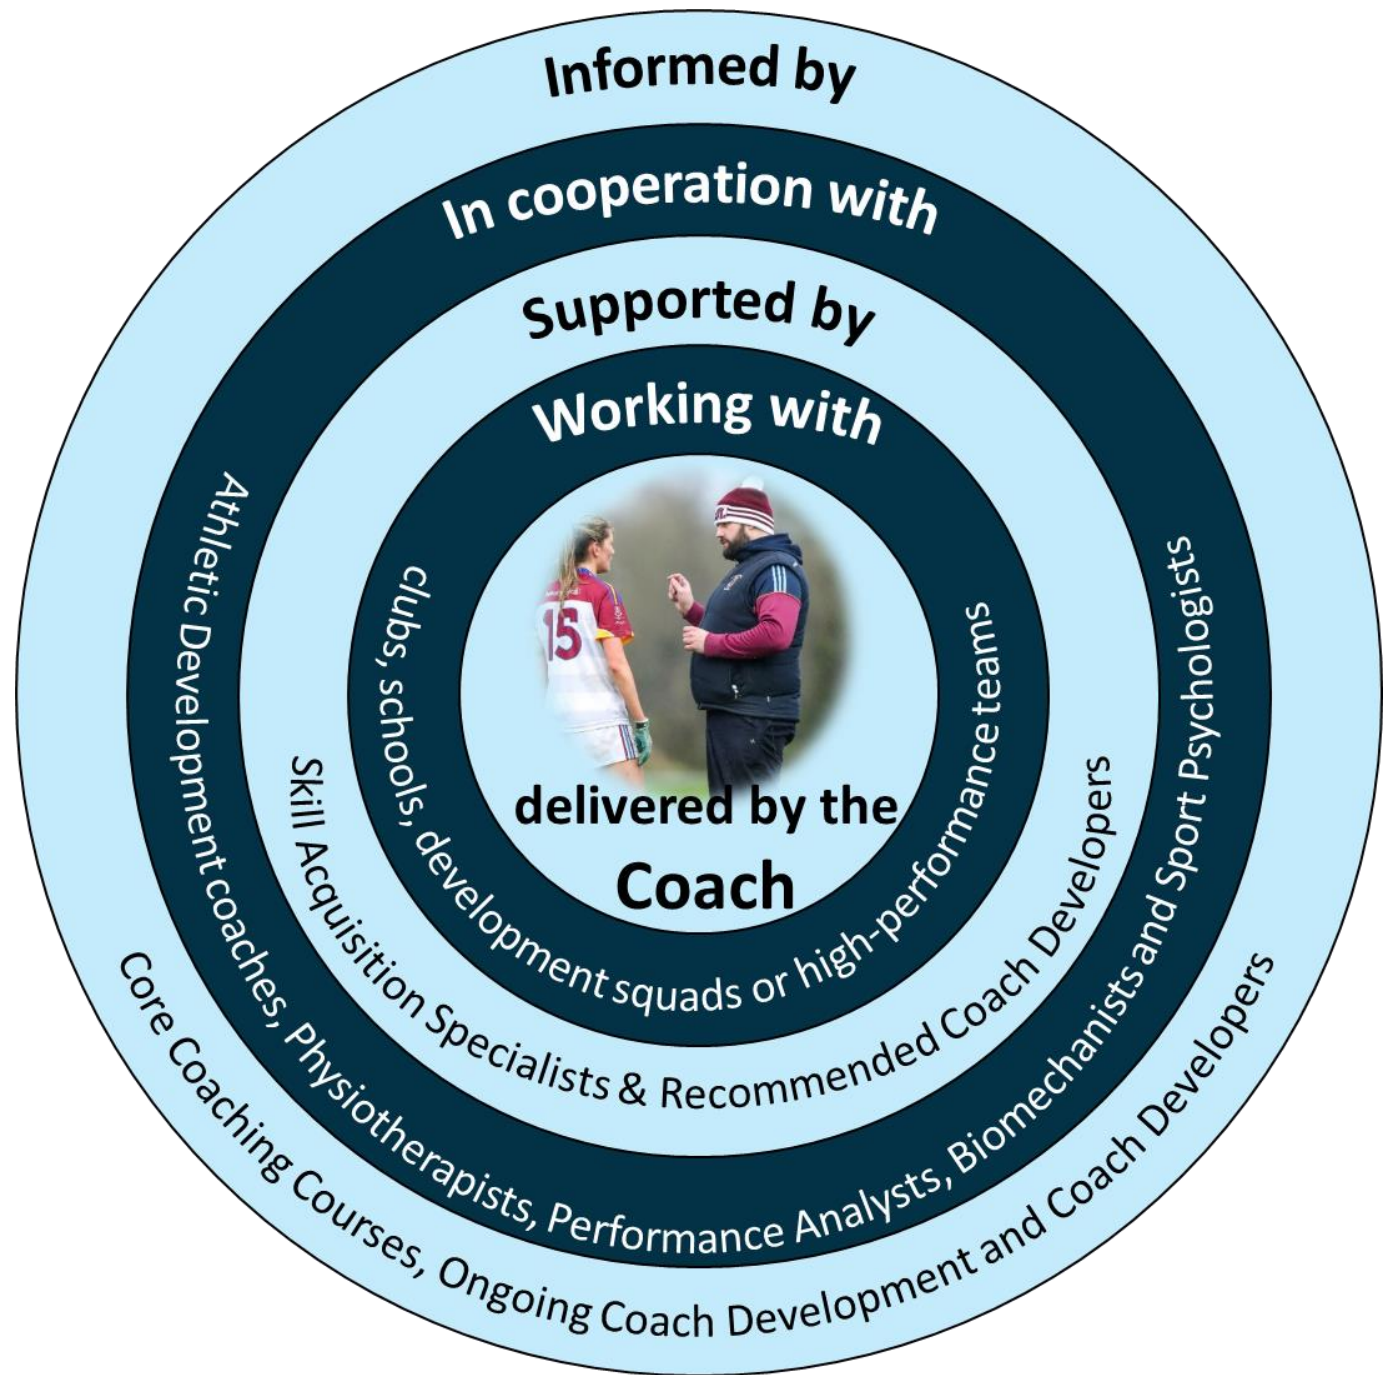 Informed by
In cooperation with
Supported by
Working with
15
delivered by the
Coach
clubs, schools, development squads or high-performance teams
Skill Acquisition Specialists & Recommended Coach Developers
Athletic Development coaches, Physiotherapists, Performance Analysts, Biomechanists and Sport Psychologists
Core Coaching Courses, Ongoing Coach Development and Coach Developers